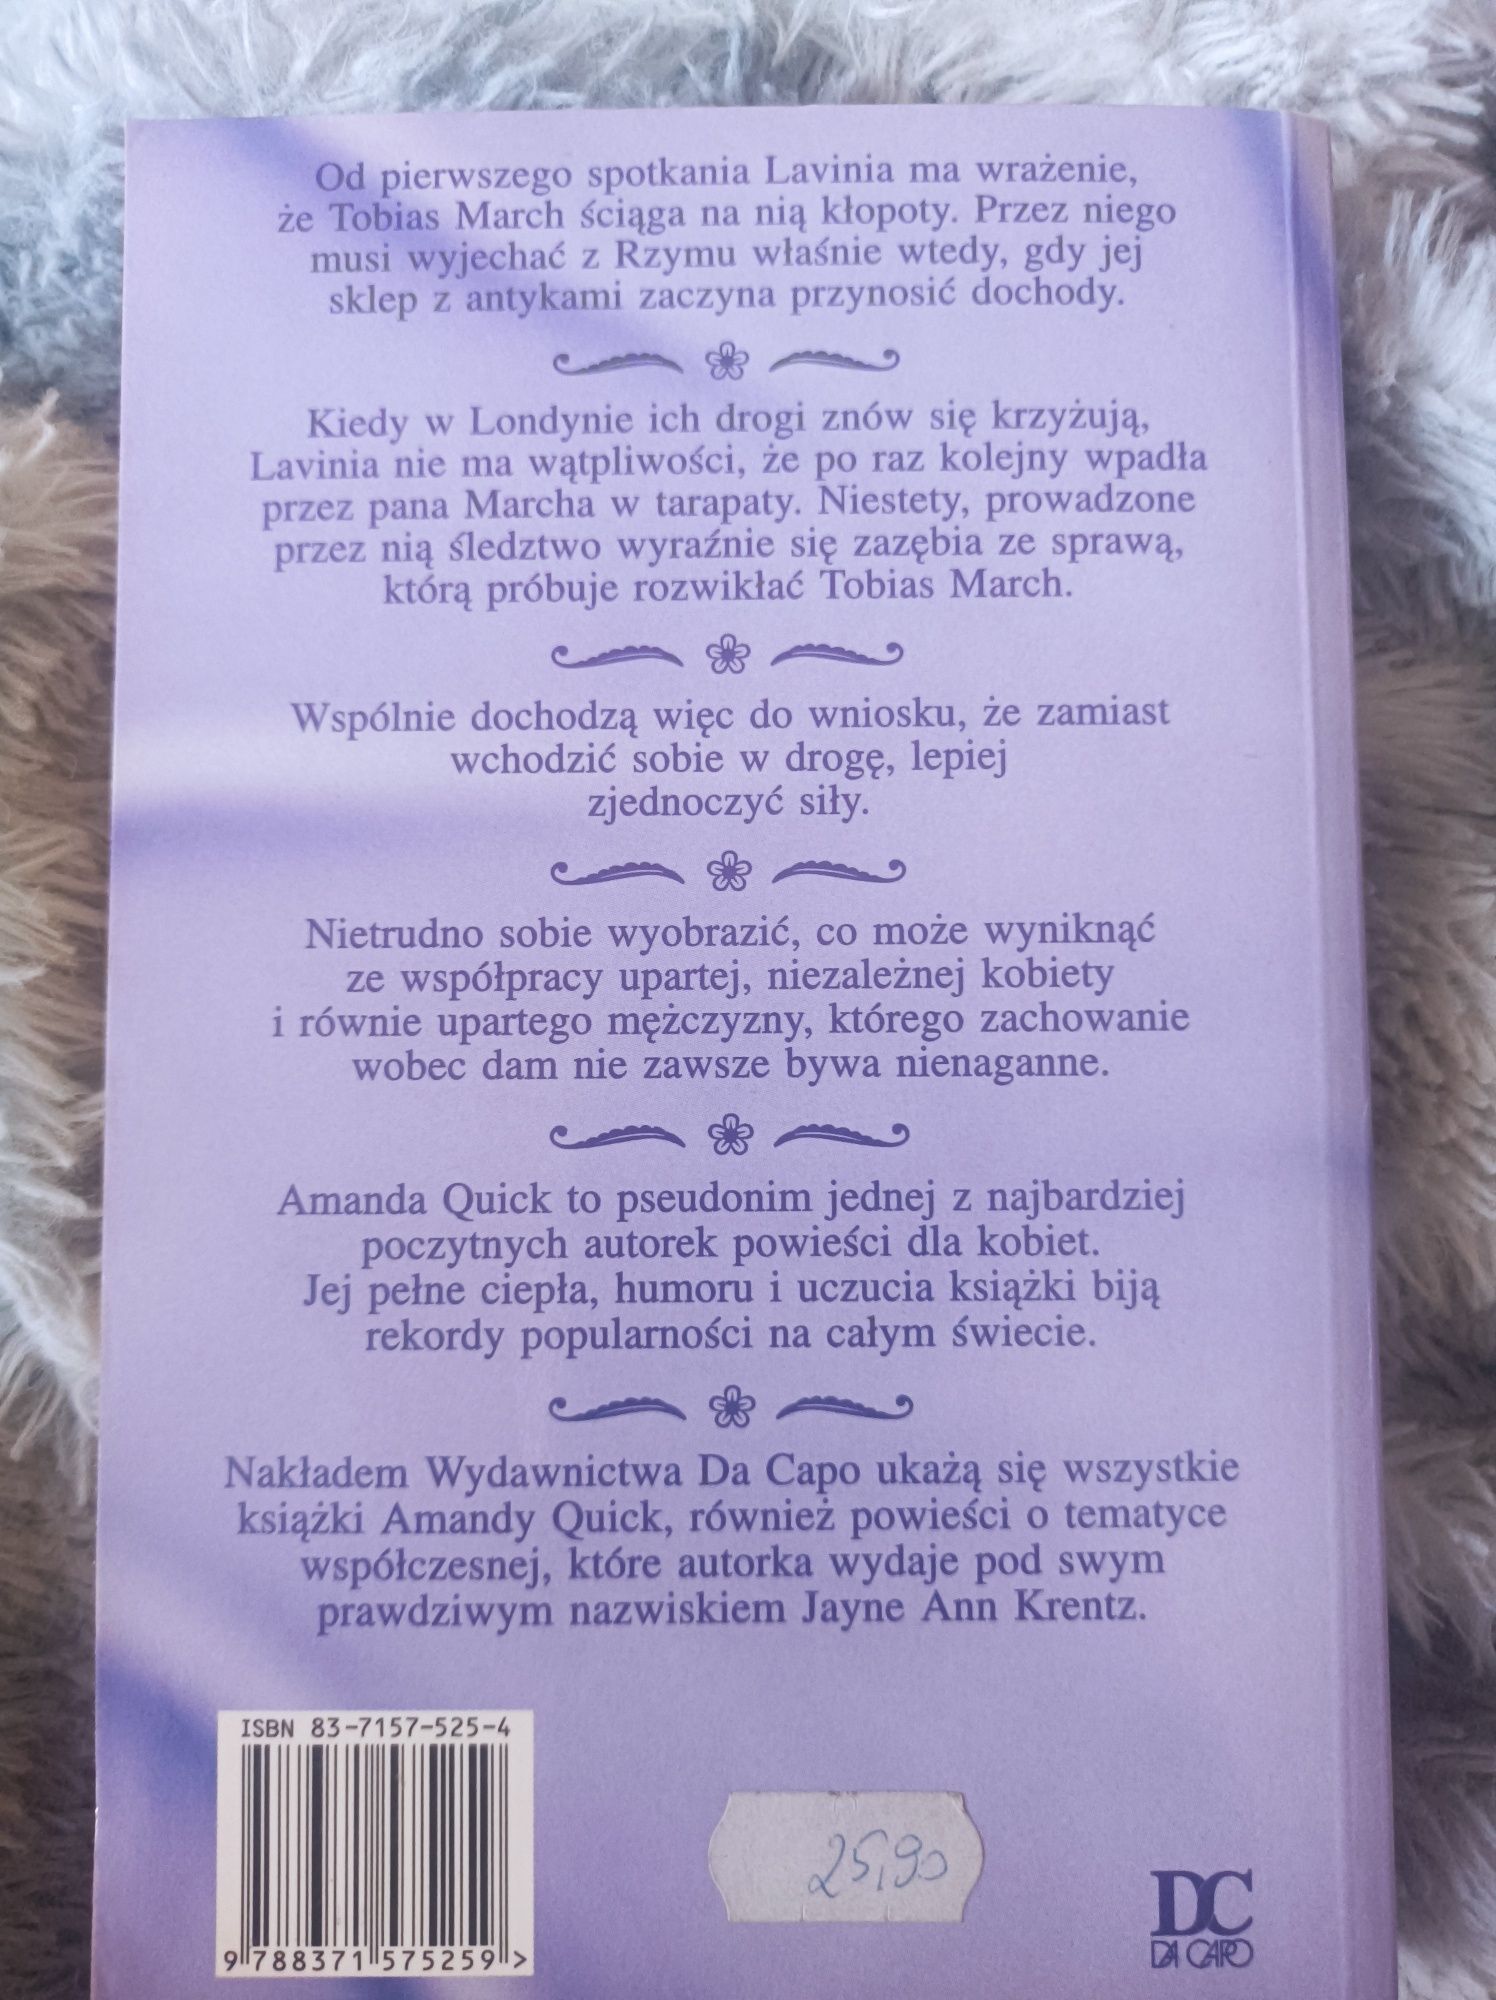 Od pierwszego spotkania Lavinia ma wrażenie,
że Tobias March ściąga na nią kłopoty. Przez niego
musi wyjechać z Rzymu właśnie wtedy, gdy jej
sklep z antykami zaczyna przynosić dochody.
Kiedy w Londynie ich drogi znów się krzyżują,
Lavinia nie ma wątpliwości, że po raz kolejny wpadła
przez pana Marcha w tarapaty. Niestety, prowadzone
przez nią śledztwo wyraźnie się zazębia ze sprawą,
którą próbuje rozwikłać Tobias March.
Wspólnie dochodzą więc do wniosku, że zamiast
wchodzić sobie w drogę, lepiej
zjednoczyć siły.
Nietrudno sobie wyobrazić, co może wyniknąć
ze współpracy upartej, niezależnej kobiety
i równie upartego mężczyzny, którego zachowanie
wobec dam nie zawsze bywa nienaganne.
Amanda Quick to pseudonim jednej z najbardziej
poczytnych autorek powieści dla kobiet.
Jej pełne ciepła, humoru i uczucia książki biją
rekordy popularności na całym świecie.
Nakładem Wydawnictwa Da Capo ukażą się wszystkie
książki Amandy Quick, również powieści o tematyce
współczesnej, które autorka wydaje pod swym
prawdziwym nazwiskiem Jayne Ann Krentz.
ISBN 83-7157-525-4
9 788371 575259 >
25,90
DC
DA CAPO